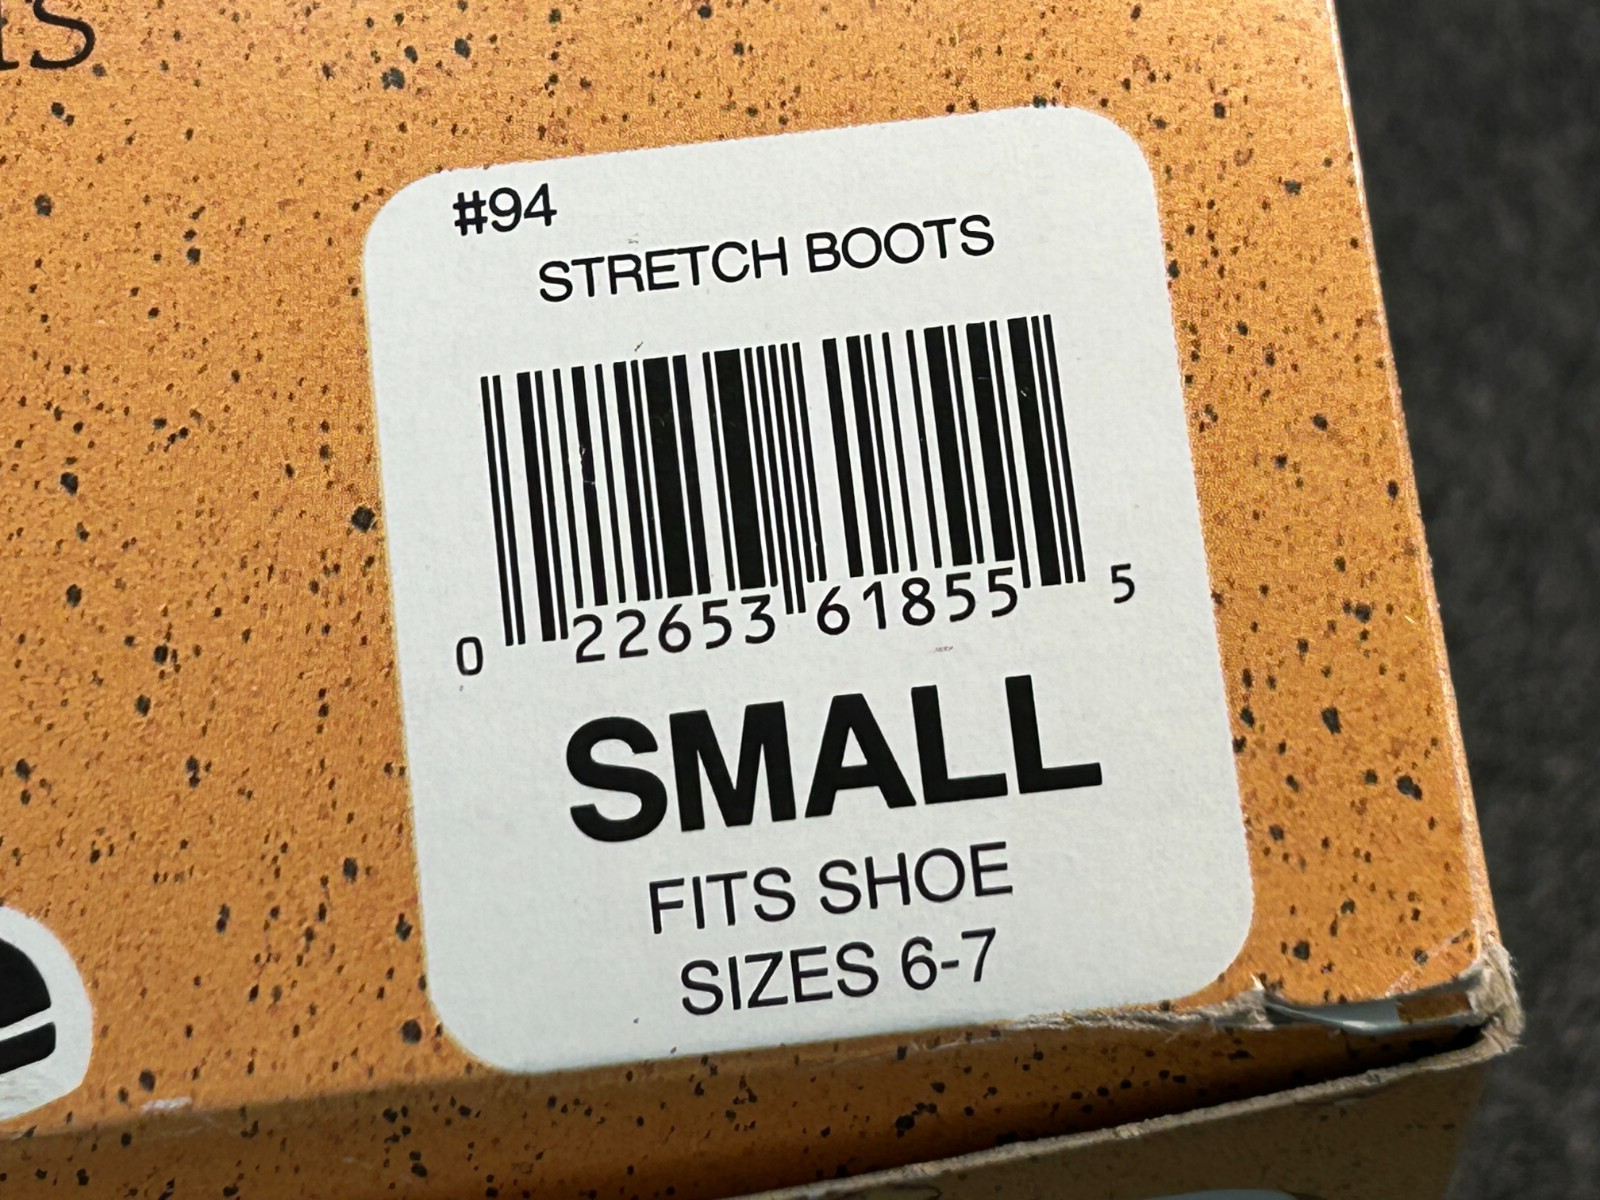 #94
STRETCH BOOTS
0 22653 61855 5
SMALL
FITS SHOE
SIZES 6-7